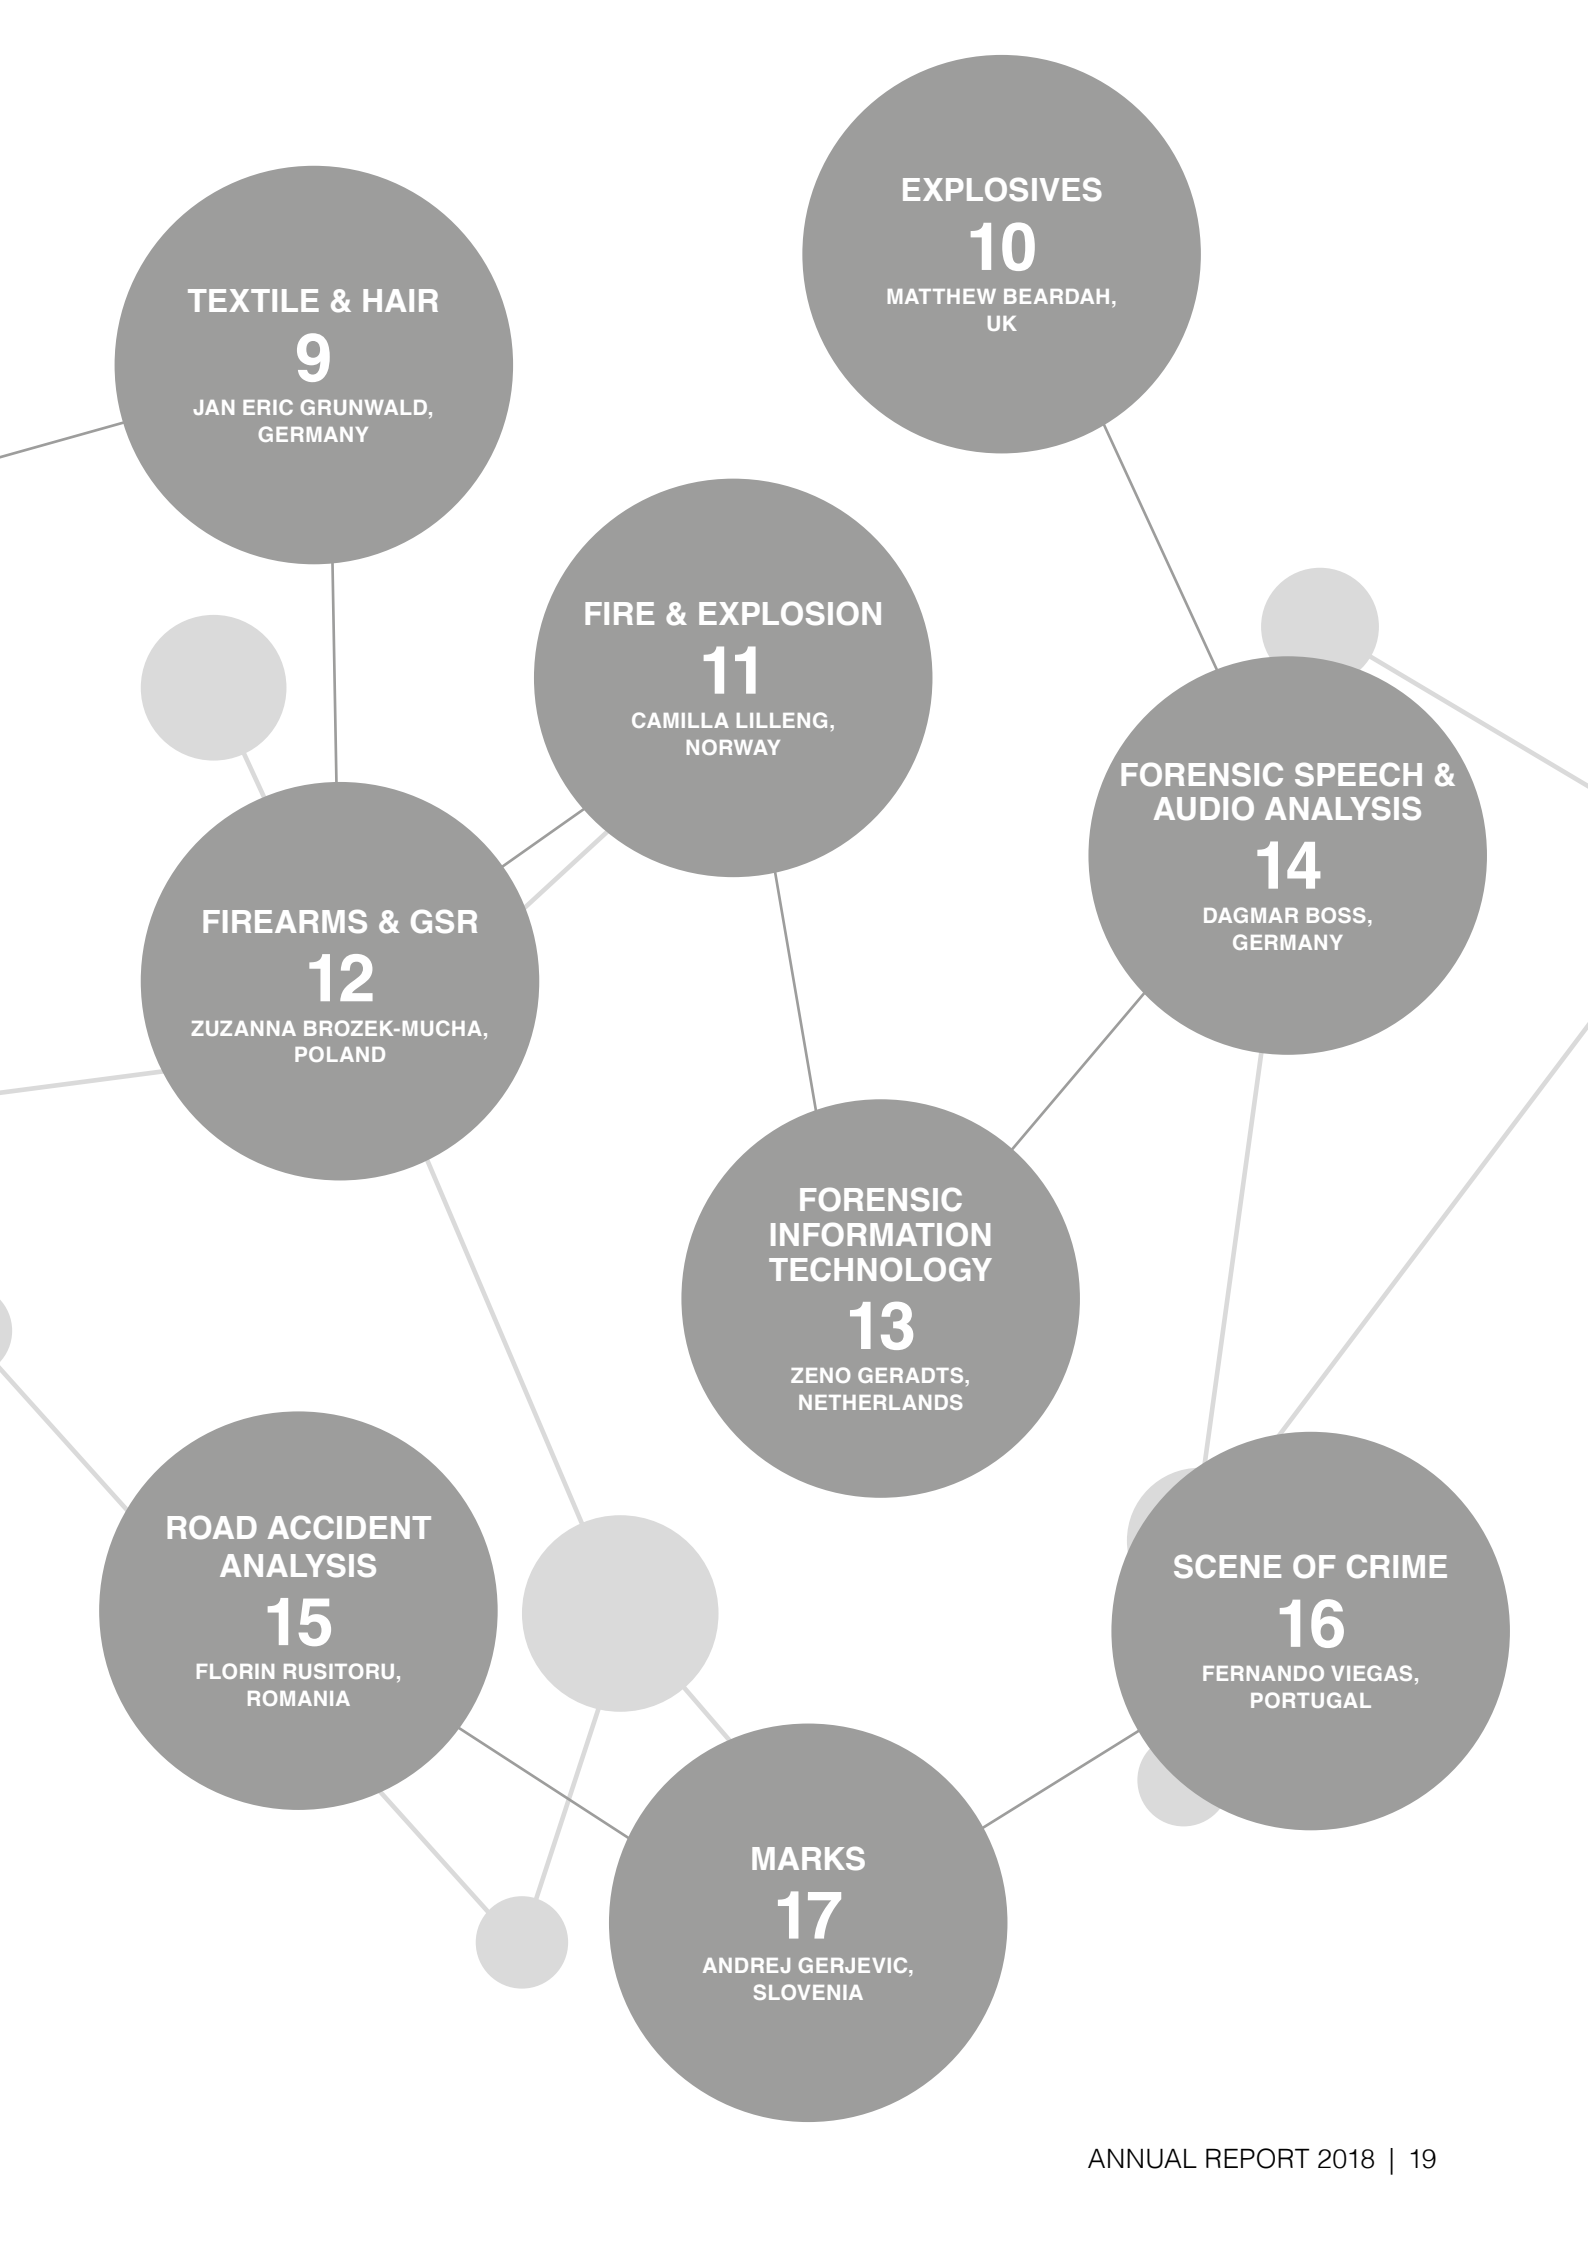 EXPLOSIVES
10
MATTHEW BEARDAH,
UK
TEXTILE & HAIR
9
JAN ERIC GRUNWALD,
GERMANY
FIRE & EXPLOSION
11
CAMILLA LILLENG,
NORWAY
FORENSIC SPEECH &
AUDIO ANALYSIS
14
DAGMAR BOSS,
GERMANY
FIREARMS & GSR
12
ZUZANNA BROZEK-MUCHA,
POLAND
FORENSIC
INFORMATION
TECHNOLOGY
13
ZENO GERADTS,
NETHERLANDS
ROAD ACCIDENT
ANALYSIS
15
FLORIN RUSITORU,
ROMANIA
SCENE OF CRIME
16
FERNANDO VIEGAS,
PORTUGAL
MARKS
17
ANDREJ GERJEVIC,
SLOVENIA
ANNUAL REPORT 2018 | 19